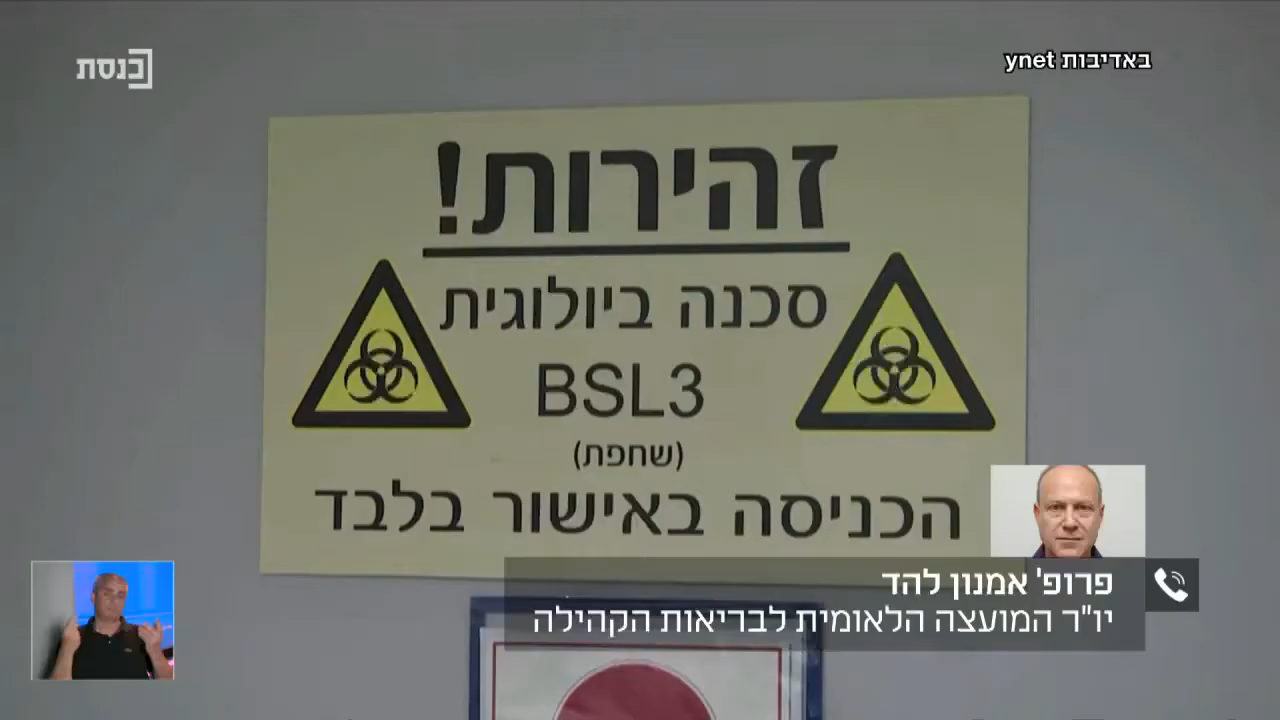 באדיבות ynet
כנסת
זהירות!
סכנה ביולוגית
BSL3
(שחפת)
הכניסה באישור בלבד
פרופ' אמנון להד
יו"ר המועצה הלאומית לבריאות הקהילה